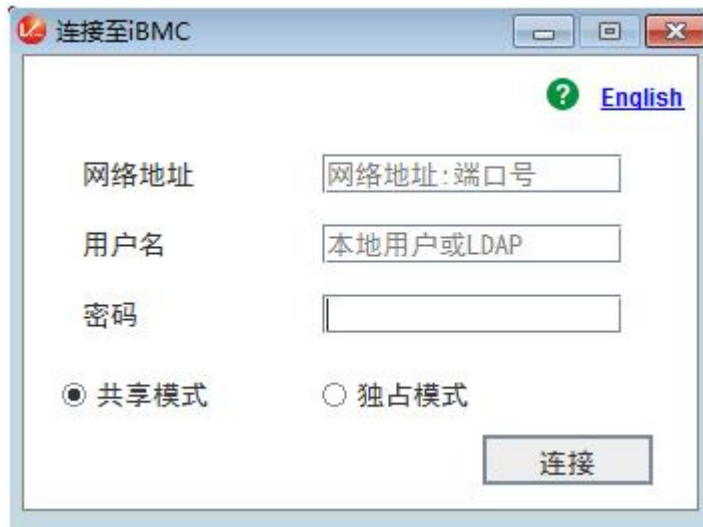 连接至iBMC
? English
网络地址 网络地址:端口号
用户名 本地用户或LDAP
密码
共享模式 独占模式
连接